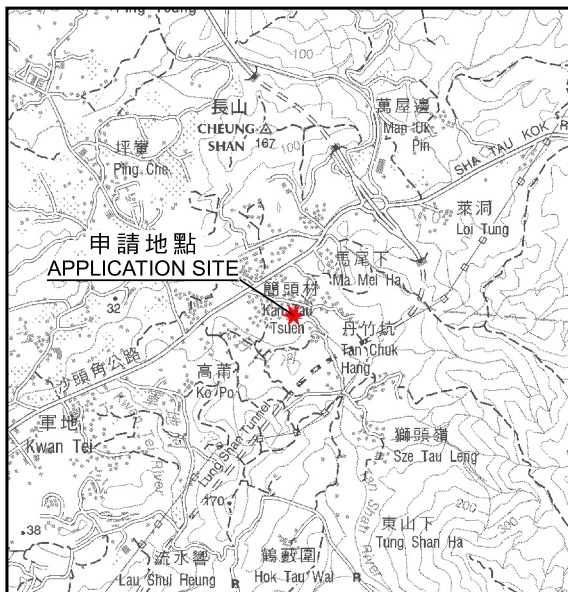 100
長山
CHEUNG
SHAN
167
100
萬屋邊
Man Uk
Pin
坪輋
Ping Che
SHA TAU KOK R
萊洞
Loi Tung
申請地點
APPLICATION SITE
馬尾下
Ma Mei Ha
簡頭村
Kan Tau
Tsuen
32
丹竹坑
Tan Chuk
Hang
沙頭角公路
高莆
Ko Po
軍地
Kwan Tei
Lung Shan Tunnel
獅頭嶺
Sze Tau Leng
River
170
200
300
38
東山下
Tung Shan Ha
流水響
Lau Shui Heung
R
鶴藪圍
Hok Tau Wai
R